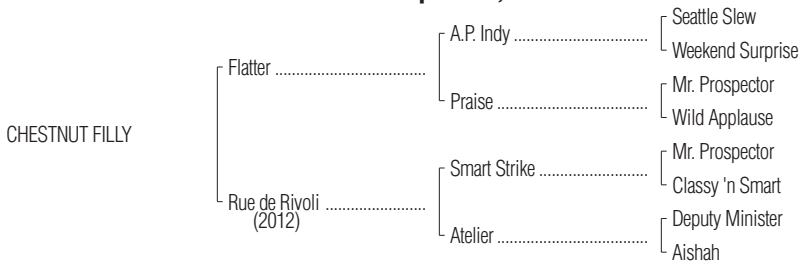 Seattle Slew
A.P. Indy ..................................
Weekend Surprise
Flatter ......................................
Mr. Prospector
Praise ......................................
Wild Applause
CHESTNUT FILLY
Mr. Prospector
Smart Strike ...........................
Classy 'n Smart
Rue de Rivoli .........................
(2012)
Deputy Minister
Atelier ......................................
Aishah